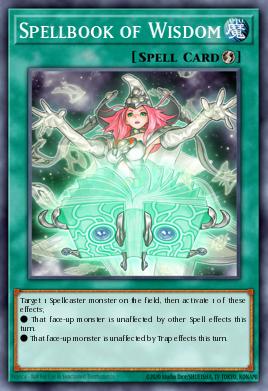 SPELLBOOK OF WISDOM
魔
[SPELL CARD]
Target 1 Spellcaster monster on the field, then activate 1 of these
effects;
● That face-up monster is unaffected by other Spell effects this
turn.
● That face-up monster is unaffected by Trap effects this turn.